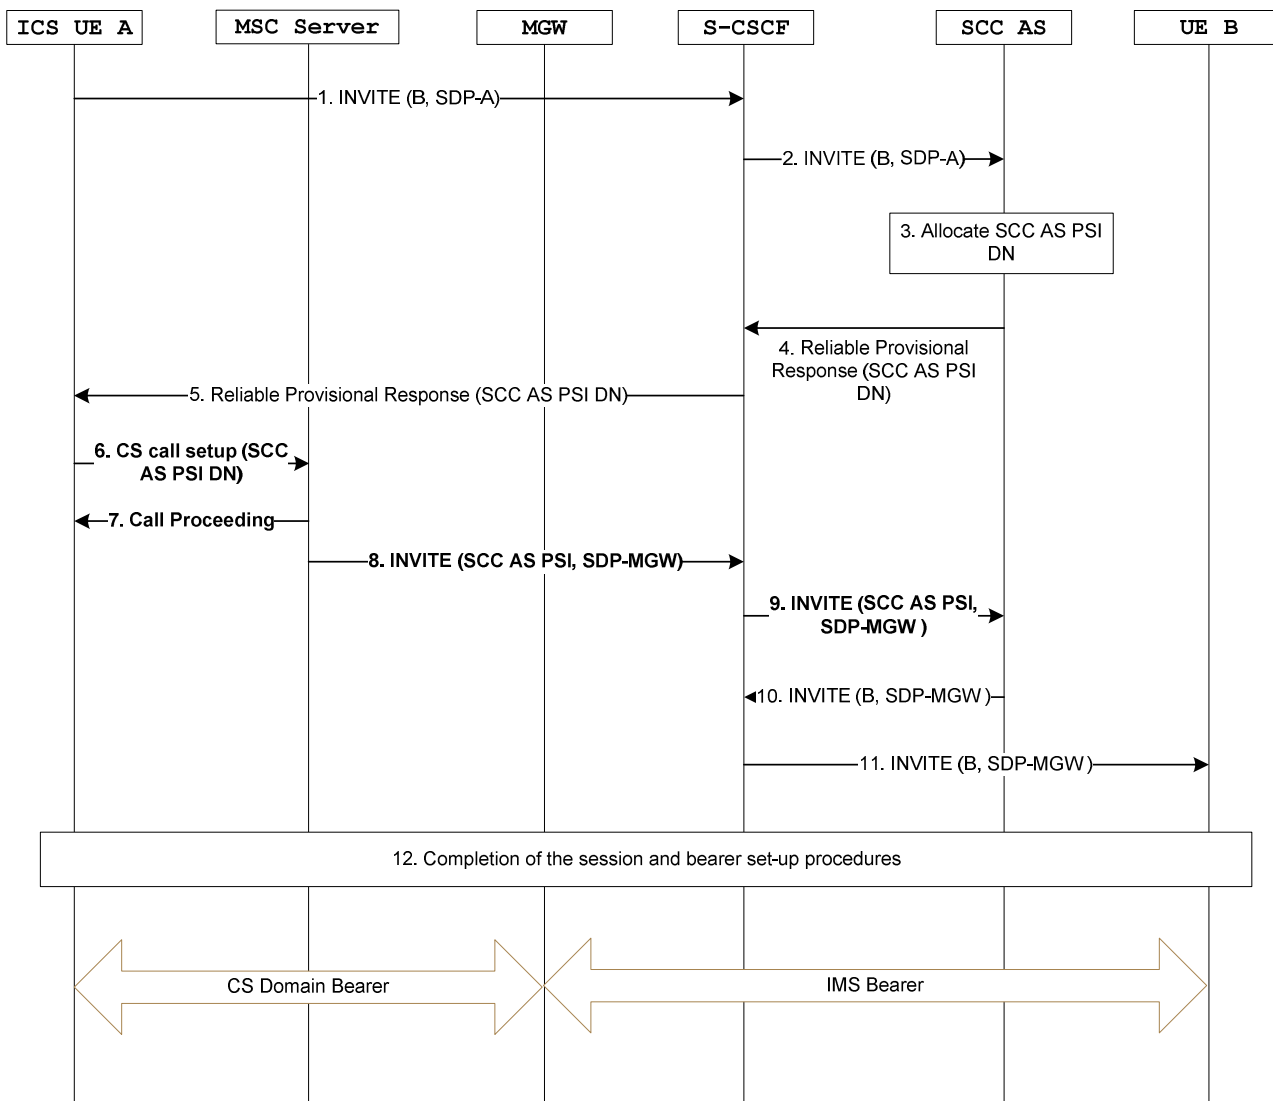 ICS UE A
MSC Server
MGW
S-CSCF
SCC AS
UE B
1. INVITE (B, SDP-A)
2. INVITE (B, SDP-A)
3. Allocate SCC AS PSI
DN
4. Reliable Provisional
Response (SCC AS PSI
DN)
5. Reliable Provisional Response (SCC AS PSI DN)
6. CS call setup (SCC
AS PSI DN)
7. Call Proceeding
8. INVITE (SCC AS PSI, SDP-MGW)
9. INVITE (SCC AS PSI,
SDP-MGW )
10. INVITE (B, SDP-MGW )
11. INVITE (B, SDP-MGW )
12. Completion of the session and bearer set-up procedures
CS Domain Bearer
IMS Bearer